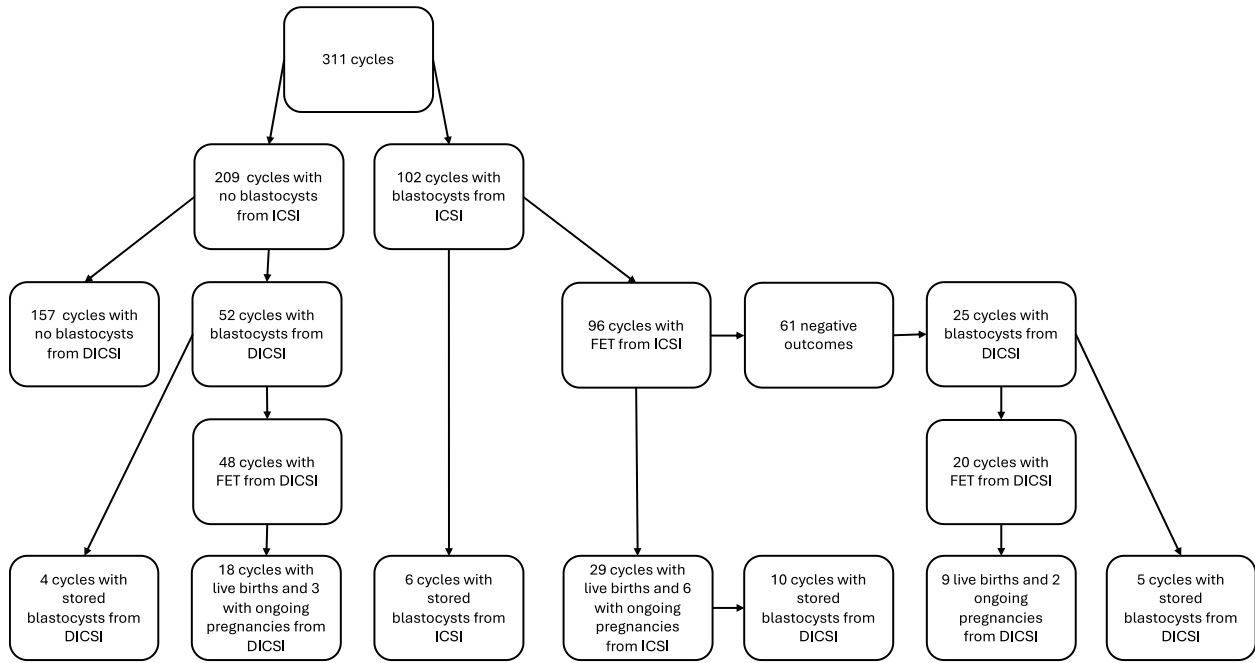 311 cycles
209 cycles with
no blastocysts
from ICSI
102 cycles with
blastocysts from
ICSI
157 cycles with
no blastocysts
from DICSI
52 cycles with
blastocysts from
DICSI
96 cycles with
FET from ICSI
61 negative
outcomes
25 cycles with
blastocysts from
DICSI
48 cycles with
FET from DICSI
20 cycles with
FET from DICSI
4 cycles with
stored
blastocysts from
DICSI
18 cycles with
live births and 3
with ongoing
pregnancies from
DICSI
6 cycles with
stored
blastocysts from
ICSI
29 cycles with
live births and 6
with ongoing
pregnancies from
ICSI
10 cycles with
stored
blastocysts from
DICSI
9 live births and 2
ongoing
pregnancies
from DICSI
5 cycles with
stored
blastocysts from
DICSI